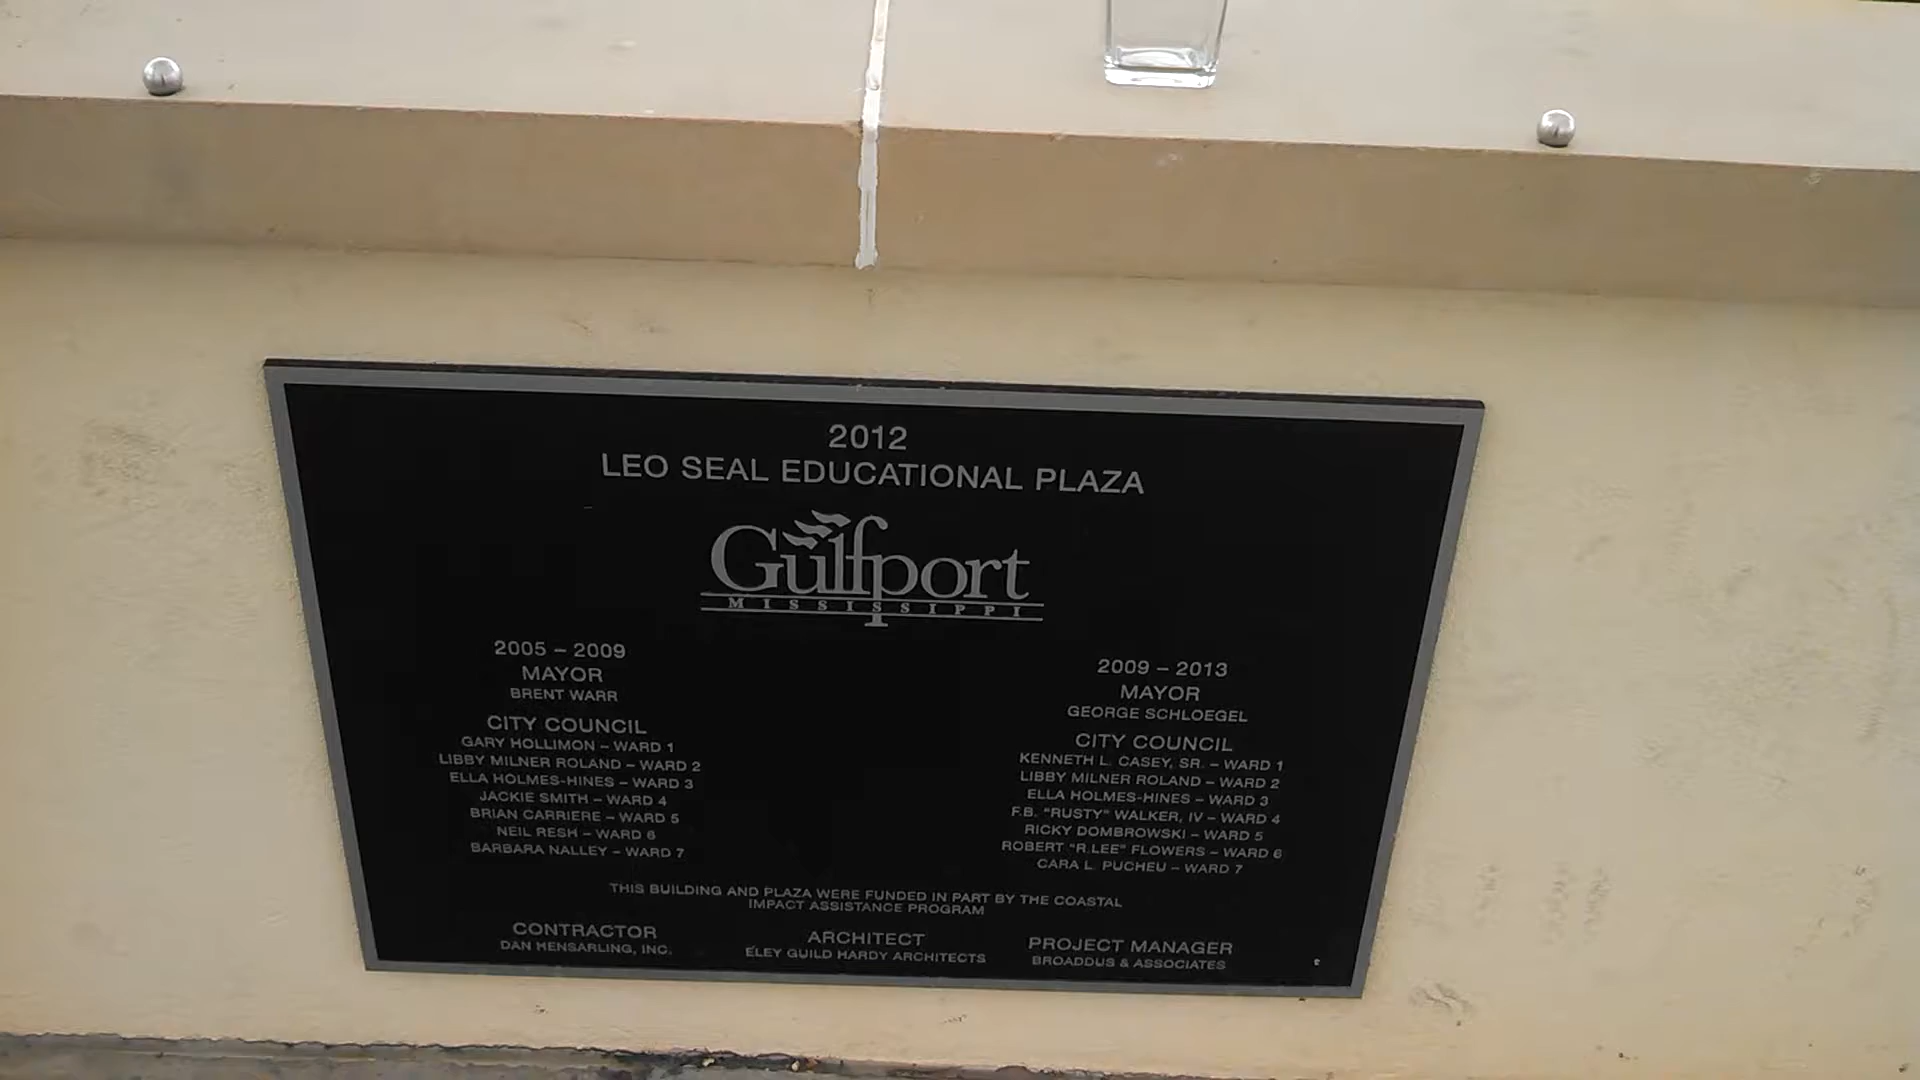 2012
LEO SEAL EDUCATIONAL PLAZA
Gulfport
MISSISSIPPI
2005 – 2009
MAYOR
BRENT WARR
CITY COUNCIL
GARY HOLLIMON – WARD 1
LIBBY MILNER ROLAND – WARD 2
ELLA HOLMES-HINES – WARD 3
JACKIE SMITH – WARD 4
BRIAN CARRIERE – WARD 5
NEIL RESH – WARD 6
BARBARA NALLEY – WARD 7
2009 – 2013
MAYOR
GEORGE SCHLOEGEL
CITY COUNCIL
KENNETH L. CASEY, SR. – WARD 1
LIBBY MILNER ROLAND – WARD 2
ELLA HOLMES-HINES – WARD 3
F.B. "RUSTY" WALKER, IV – WARD 4
RICKY DOMBROWSKI – WARD 5
ROBERT "R.LEE" FLOWERS – WARD 6
CARA L. PUCHEU – WARD 7
THIS BUILDING AND PLAZA WERE FUNDED IN PART BY THE COASTAL
IMPACT ASSISTANCE PROGRAM
CONTRACTOR
DAN HENSARLING, INC.
ARCHITECT
ELEY GUILD HARDY ARCHITECTS
PROJECT MANAGER
BROADDUS & ASSOCIATES